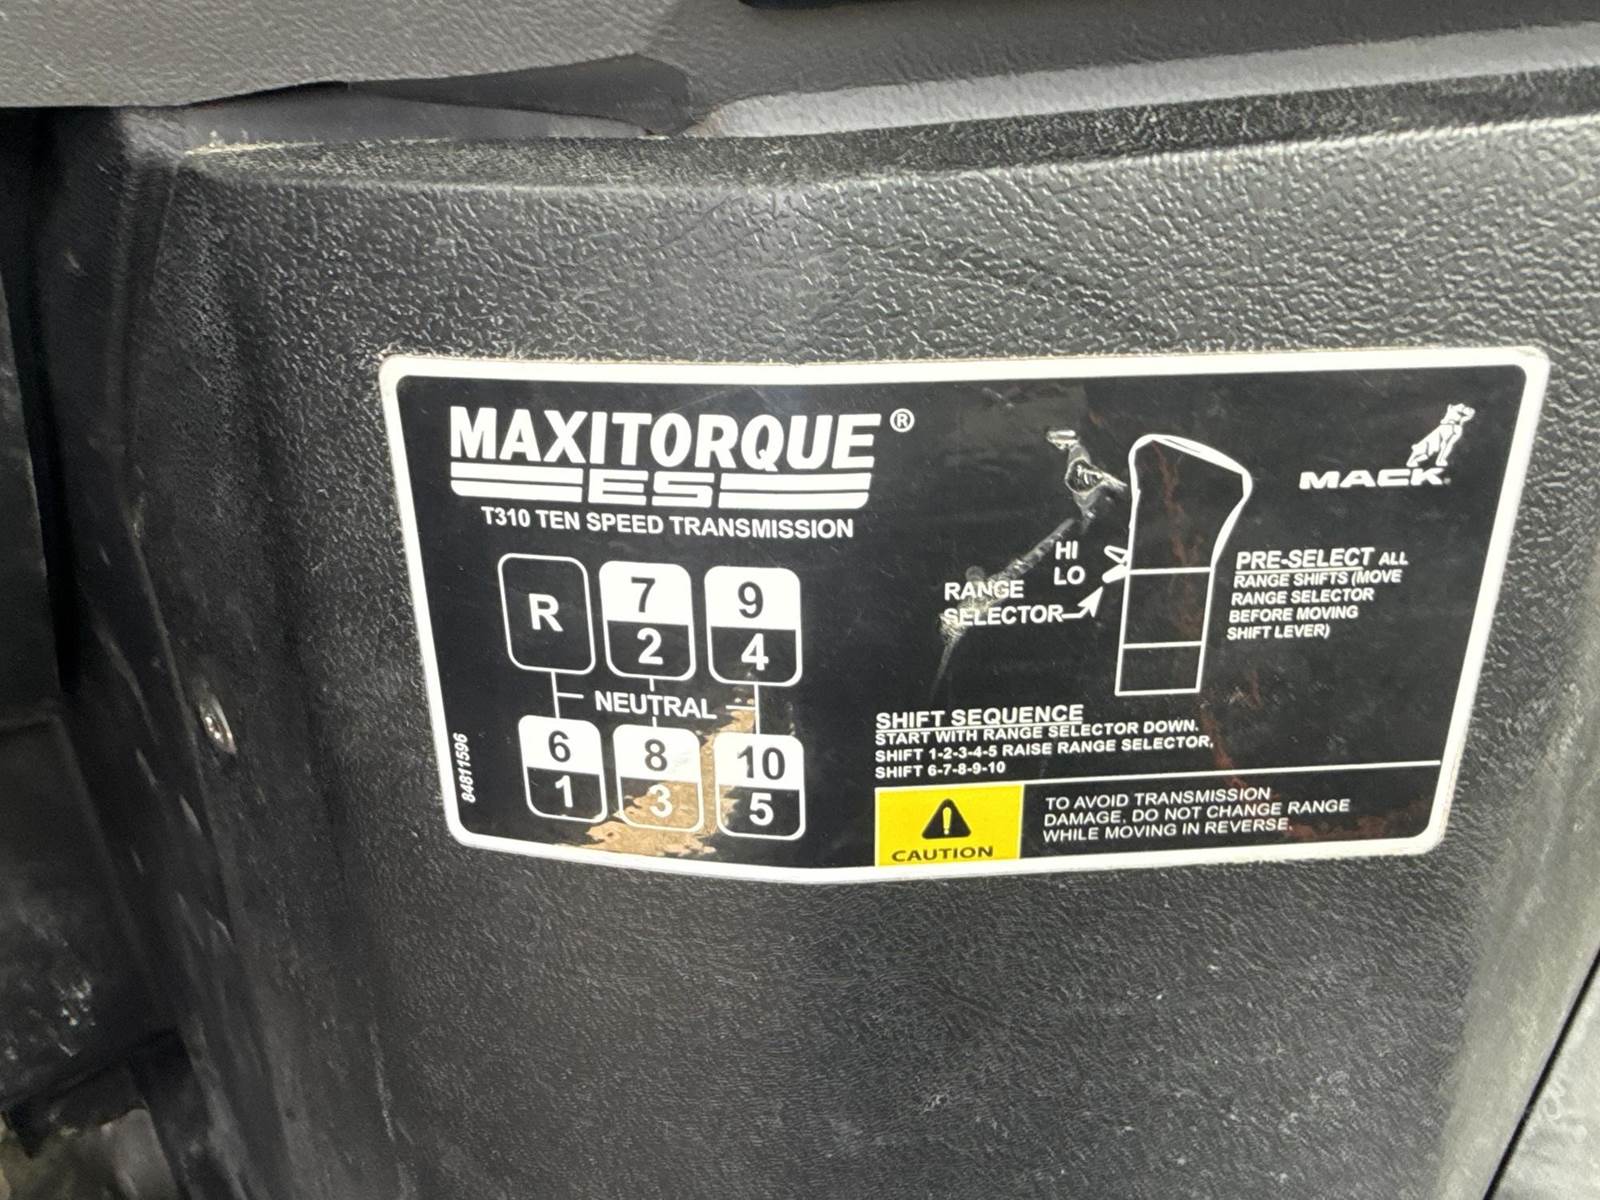 MAXITORQUE®
ES
T310 TEN SPEED TRANSMISSION
R 7 9
2 4
NEUTRAL
6 8 10
1 3 5
84811596
HI
LO
RANGE
SELECTOR
MACK
PRE-SELECT ALL
RANGE SHIFTS (MOVE
RANGE SELECTOR
BEFORE MOVING
SHIFT LEVER)
SHIFT SEQUENCE
START WITH RANGE SELECTOR DOWN.
SHIFT 1-2-3-4-5 RAISE RANGE SELECTOR,
SHIFT 6-7-8-9-10
CAUTION
TO AVOID TRANSMISSION
DAMAGE, DO NOT CHANGE RANGE
WHILE MOVING IN REVERSE.